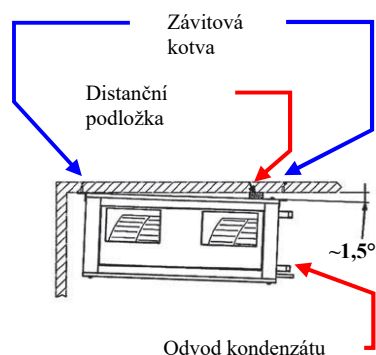 Závitová
kotva
Distanční
podložka
~1,5°
Odvod kondenzátu